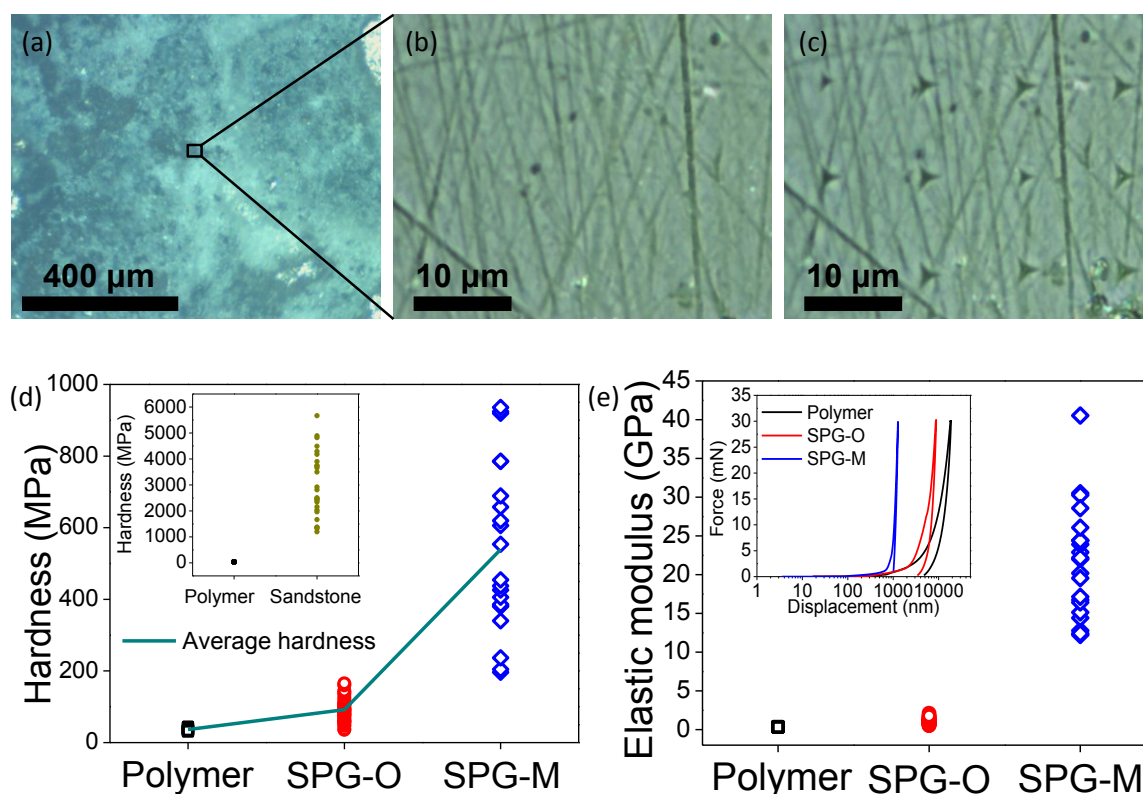 (a)
400 µm
(b)
10 µm
(c)
10 µm
(d)
Hardness (MPa)
1000
800
600
400
200
0
Polymer SPG-O SPG-M
Average hardness
Hardness (MPa)
6000
5000
4000
3000
2000
1000
0
Polymer Sandstone
(e)
Elastic modulus (GPa)
45
40
35
30
25
20
15
10
5
0
Polymer SPG-O SPG-M
Force (mN)
35
30
25
20
15
10
5
0
1 10 100 1000 10000
Displacement (nm)
Polymer
SPG-O
SPG-M